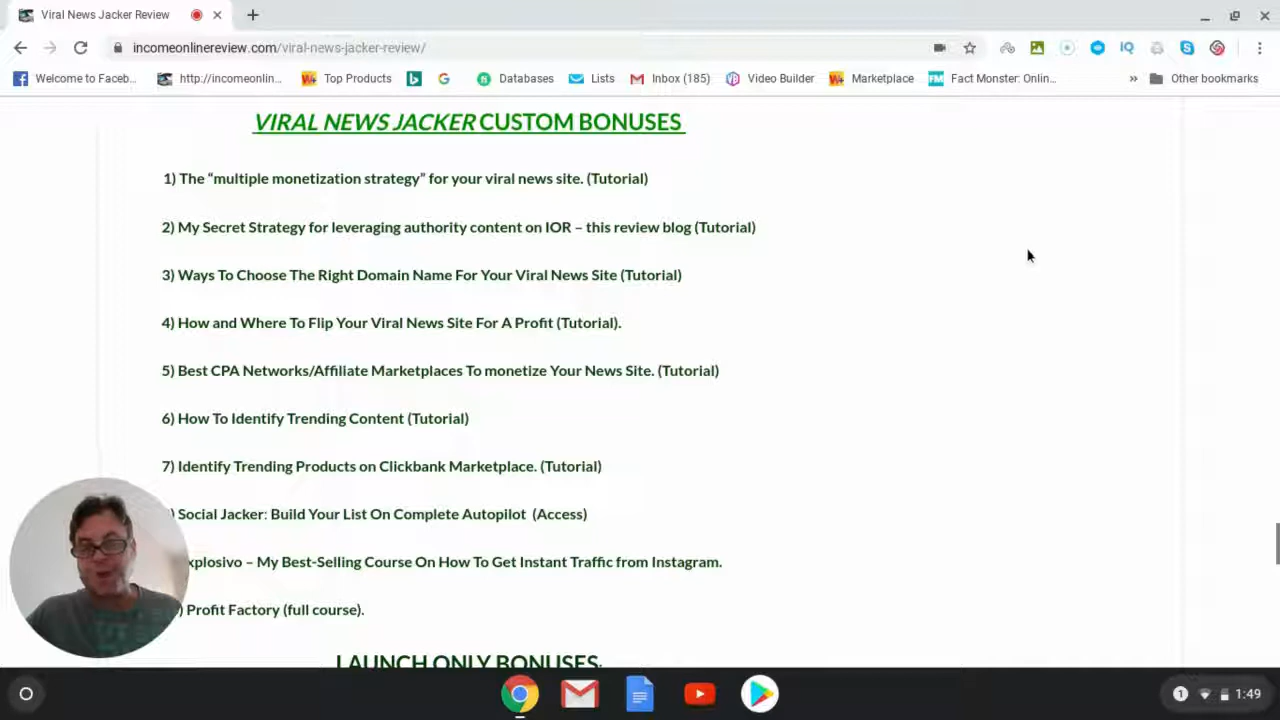 Viral News Jacker Review
incomeonlinereview.com/viral-news-jacker-review/
IQ
Welcome to Faceb...
http://incomeonlin...
Top Products
Databases
Lists
Inbox (185)
Video Builder
Marketplace
FM
Fact Monster: Onlin...
»
Other bookmarks
VIRAL NEWS JACKER CUSTOM BONUSES
1) The “multiple monetization strategy” for your viral news site. (Tutorial)
2) My Secret Strategy for leveraging authority content on IOR – this review blog (Tutorial)
3) Ways To Choose The Right Domain Name For Your Viral News Site (Tutorial)
4) How and Where To Flip Your Viral News Site For A Profit (Tutorial).
5) Best CPA Networks/Affiliate Marketplaces To monetize Your News Site. (Tutorial)
6) How To Identify Trending Content (Tutorial)
7) Identify Trending Products on Clickbank Marketplace. (Tutorial)
) Social Jacker: Build Your List On Complete Autopilot (Access)
xplosivo – My Best-Selling Course On How To Get Instant Traffic from Instagram.
) Profit Factory (full course).
LAUNCH ONLY BONUSES:
1
1:49